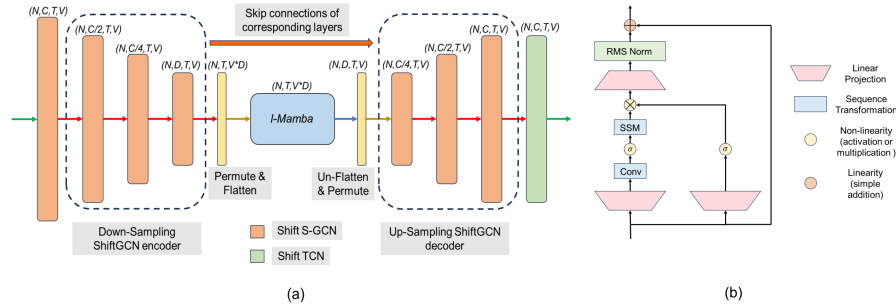 (N,C,T,V)
(N,C/2,T,V)
(N,C/4,T,V)
(N,D,T,V)
(N,T,V*D)
Skip connections of
corresponding layers
(N,T,V*D)
I-Mamba
(N,D,T,V)
(N,C/4,T,V)
(N,C/2,T,V)
(N,C,T,V)
(N,C,T,V)
Permute &
Flatten
Un-Flatten
& Permute
Down-Sampling
ShiftGCN encoder
Shift S-GCN
Shift TCN
Up-Sampling ShiftGCN
decoder
(a)
(b)
RMS Norm
SSM
σ
σ
Conv
Linear
Projection
Sequence
Transformation
Non-linearity
(activation or
multiplication )
Linearity
(simple
addition)
(b)